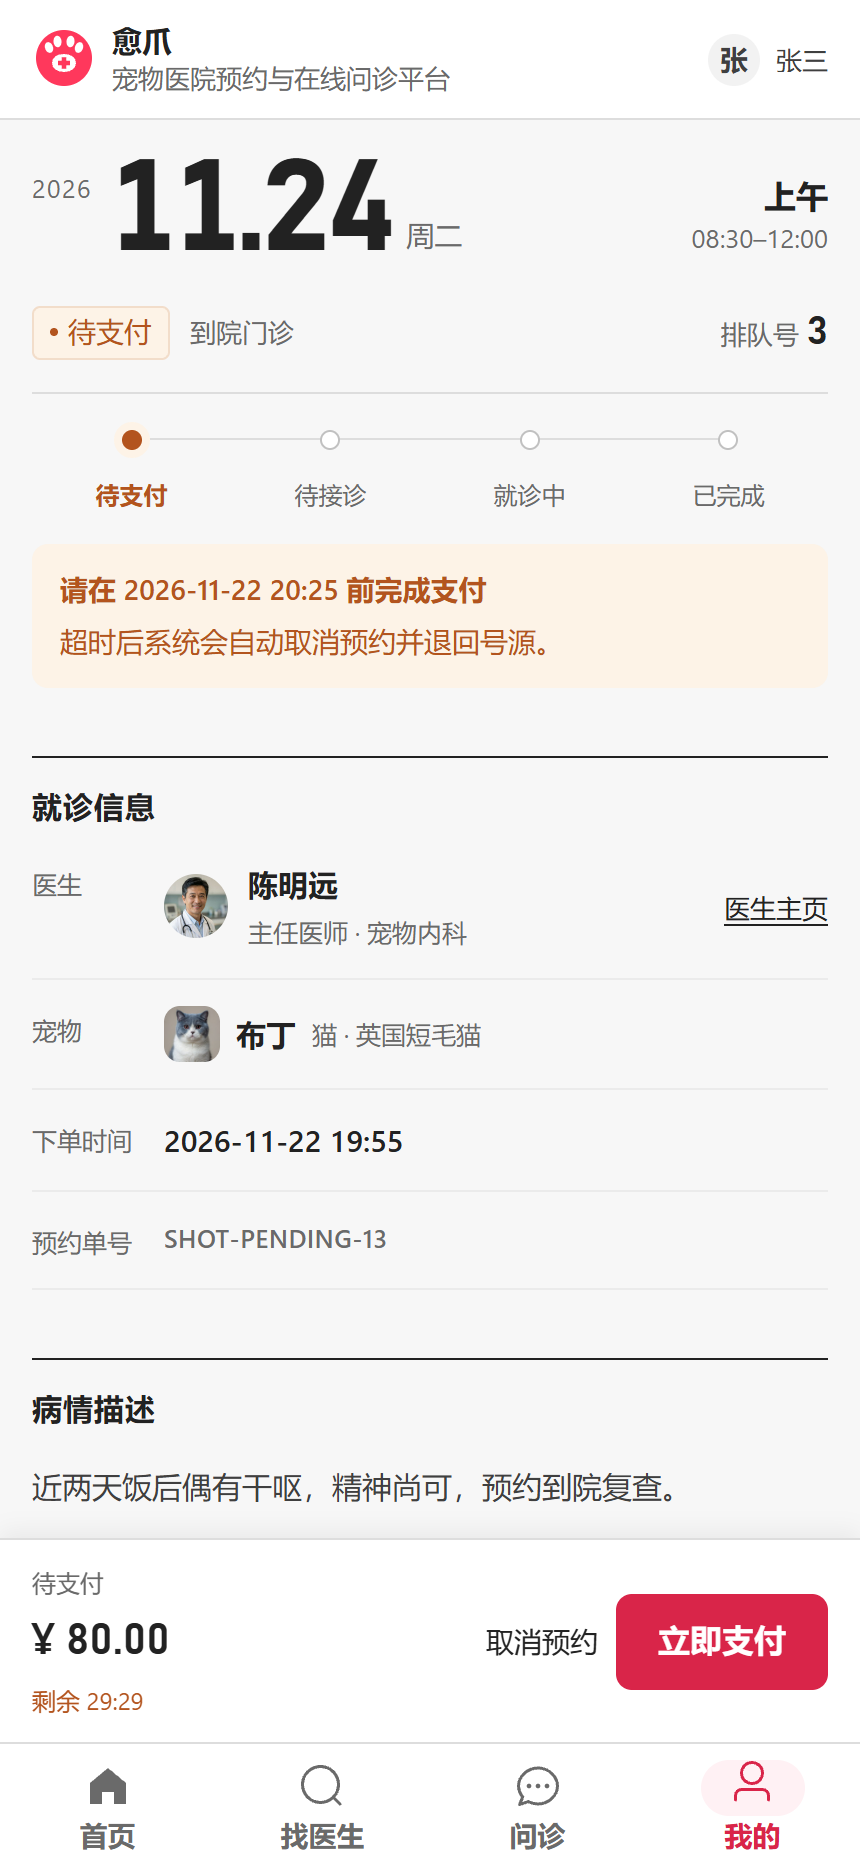 愈爪
宠物医院预约与在线问诊平台
张 张三
2026 11.24 周二
上午
08:30–12:00
待支付 到院门诊 排队号 3
待支付 待接诊 就诊中 已完成
请在 2026-11-22 20:25 前完成支付
超时后系统会自动取消预约并退回号源。
就诊信息
医生 陈明远
主任医师 · 宠物内科
医生主页
宠物 布丁 猫 · 英国短毛猫
下单时间 2026-11-22 19:55
预约单号 SHOT-PENDING-13
病情描述
近两天饭后偶有干呕，精神尚可，预约到院复查。
待支付
¥ 80.00
剩余 29:29
取消预约 立即支付
首页 找医生 问诊 我的